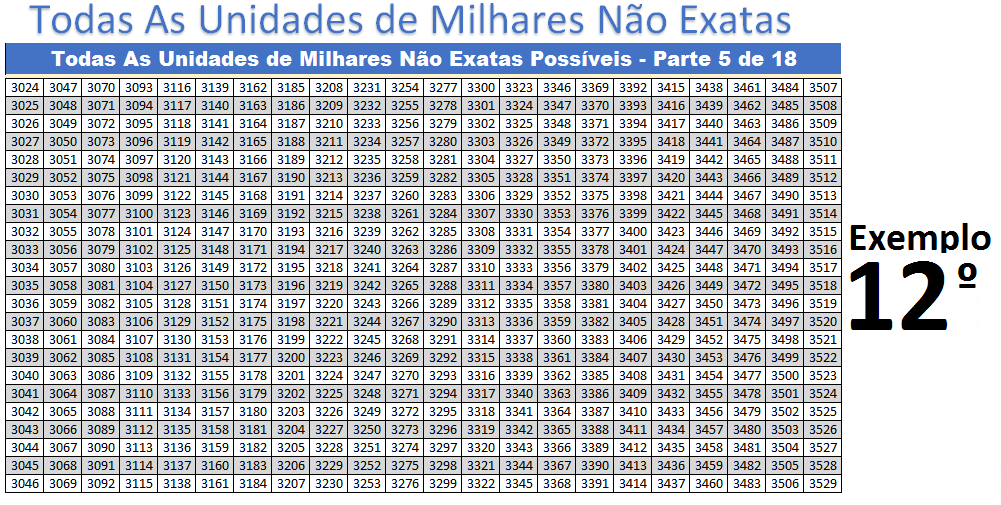 Todas As Unidades de Milhares Não Exatas
Todas As Unidades de Milhares Não Exatas Possíveis - Parte 5 de 18
3024 3047 3070 3093 3116 3139 3162 3185 3208 3231 3254 3277 3300 3323 3346 3369 3392 3415 3438 3461 3484 3507
3025 3048 3071 3094 3117 3140 3163 3186 3209 3232 3255 3278 3301 3324 3347 3370 3393 3416 3439 3462 3485 3508
3026 3049 3072 3095 3118 3141 3164 3187 3210 3233 3256 3279 3302 3325 3348 3371 3394 3417 3440 3463 3486 3509
3027 3050 3073 3096 3119 3142 3165 3188 3211 3234 3257 3280 3303 3326 3349 3372 3395 3418 3441 3464 3487 3510
3028 3051 3074 3097 3120 3143 3166 3189 3212 3235 3258 3281 3304 3327 3350 3373 3396 3419 3442 3465 3488 3511
3029 3052 3075 3098 3121 3144 3167 3190 3213 3236 3259 3282 3305 3328 3351 3374 3397 3420 3443 3466 3489 3512
3030 3053 3076 3099 3122 3145 3168 3191 3214 3237 3260 3283 3306 3329 3352 3375 3398 3421 3444 3467 3490 3513
3031 3054 3077 3100 3123 3146 3169 3192 3215 3238 3261 3284 3307 3330 3353 3376 3399 3422 3445 3468 3491 3514
3032 3055 3078 3101 3124 3147 3170 3193 3216 3239 3262 3285 3308 3331 3354 3377 3400 3423 3446 3469 3492 3515
3033 3056 3079 3102 3125 3148 3171 3194 3217 3240 3263 3286 3309 3332 3355 3378 3401 3424 3447 3470 3493 3516
3034 3057 3080 3103 3126 3149 3172 3195 3218 3241 3264 3287 3310 3333 3356 3379 3402 3425 3448 3471 3494 3517
3035 3058 3081 3104 3127 3150 3173 3196 3219 3242 3265 3288 3311 3334 3357 3380 3403 3426 3449 3472 3495 3518
3036 3059 3082 3105 3128 3151 3174 3197 3220 3243 3266 3289 3312 3335 3358 3381 3404 3427 3450 3473 3496 3519
3037 3060 3083 3106 3129 3152 3175 3198 3221 3244 3267 3290 3313 3336 3359 3382 3405 3428 3451 3474 3497 3520
3038 3061 3084 3107 3130 3153 3176 3199 3222 3245 3268 3291 3314 3337 3360 3383 3406 3429 3452 3475 3498 3521
3039 3062 3085 3108 3131 3154 3177 3200 3223 3246 3269 3292 3315 3338 3361 3384 3407 3430 3453 3476 3499 3522
3040 3063 3086 3109 3132 3155 3178 3201 3224 3247 3270 3293 3316 3339 3362 3385 3408 3431 3454 3477 3500 3523
3041 3064 3087 3110 3133 3156 3179 3202 3225 3248 3271 3294 3317 3340 3363 3386 3409 3432 3455 3478 3501 3524
3042 3065 3088 3111 3134 3157 3180 3203 3226 3249 3272 3295 3318 3341 3364 3387 3410 3433 3456 3479 3502 3525
3043 3066 3089 3112 3135 3158 3181 3204 3227 3250 3273 3296 3319 3342 3365 3388 3411 3434 3457 3480 3503 3526
3044 3067 3090 3113 3136 3159 3182 3205 3228 3251 3274 3297 3320 3343 3366 3389 3412 3435 3458 3481 3504 3527
3045 3068 3091 3114 3137 3160 3183 3206 3229 3252 3275 3298 3321 3344 3367 3390 3413 3436 3459 3482 3505 3528
3046 3069 3092 3115 3138 3161 3184 3207 3230 3253 3276 3299 3322 3345 3368 3391 3414 3437 3460 3483 3506 3529
Exemplo
12º